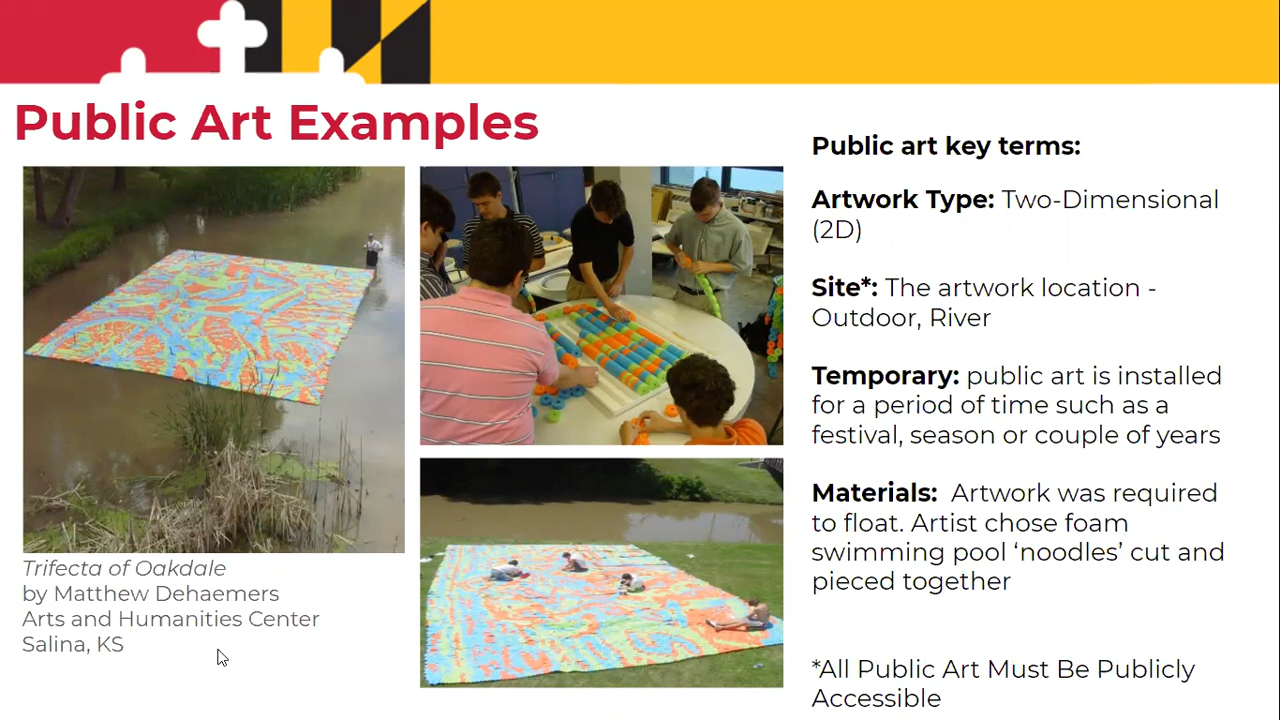 Public Art Examples
Trifecta of Oakdale
by Matthew Dehaemers
Arts and Humanities Center
Salina, KS
Public art key terms:
Artwork Type: Two-Dimensional
(2D)
Site*: The artwork location -
Outdoor, River
Temporary: public art is installed
for a period of time such as a
festival, season or couple of years
Materials:  Artwork was required
to float. Artist chose foam
swimming pool ‘noodles’ cut and
pieced together
*All Public Art Must Be Publicly
Accessible